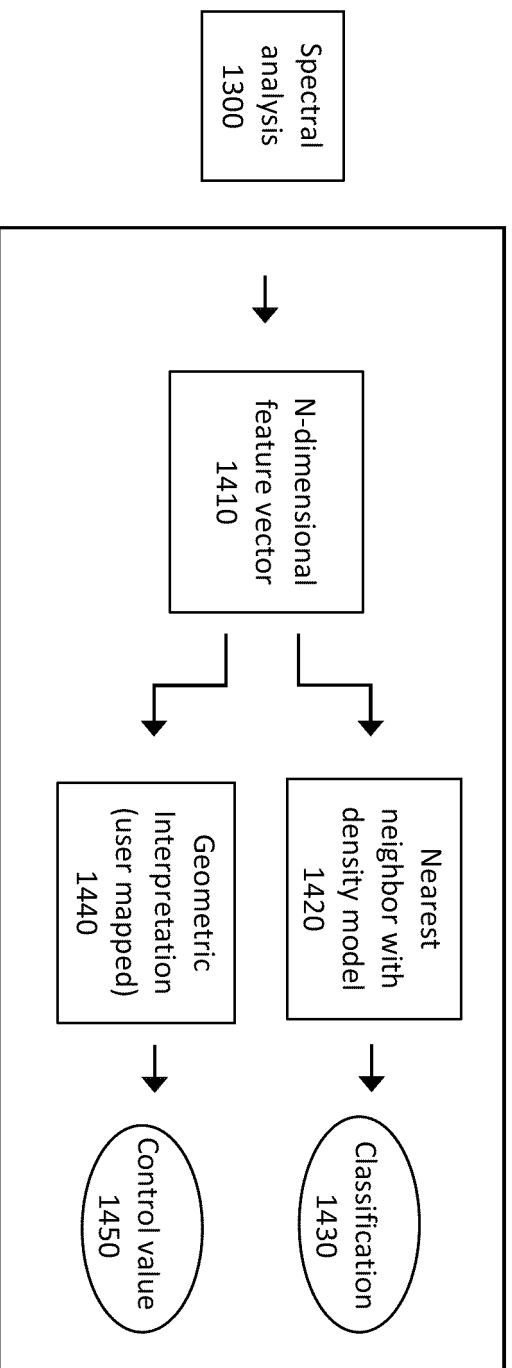 Spectral
analysis
1300
N-dimensional
feature vector
1410
Nearest
neighbor with
density model
1420
Classification
1430
Geometric
Interpretation
(user mapped)
1440
Control value
1450